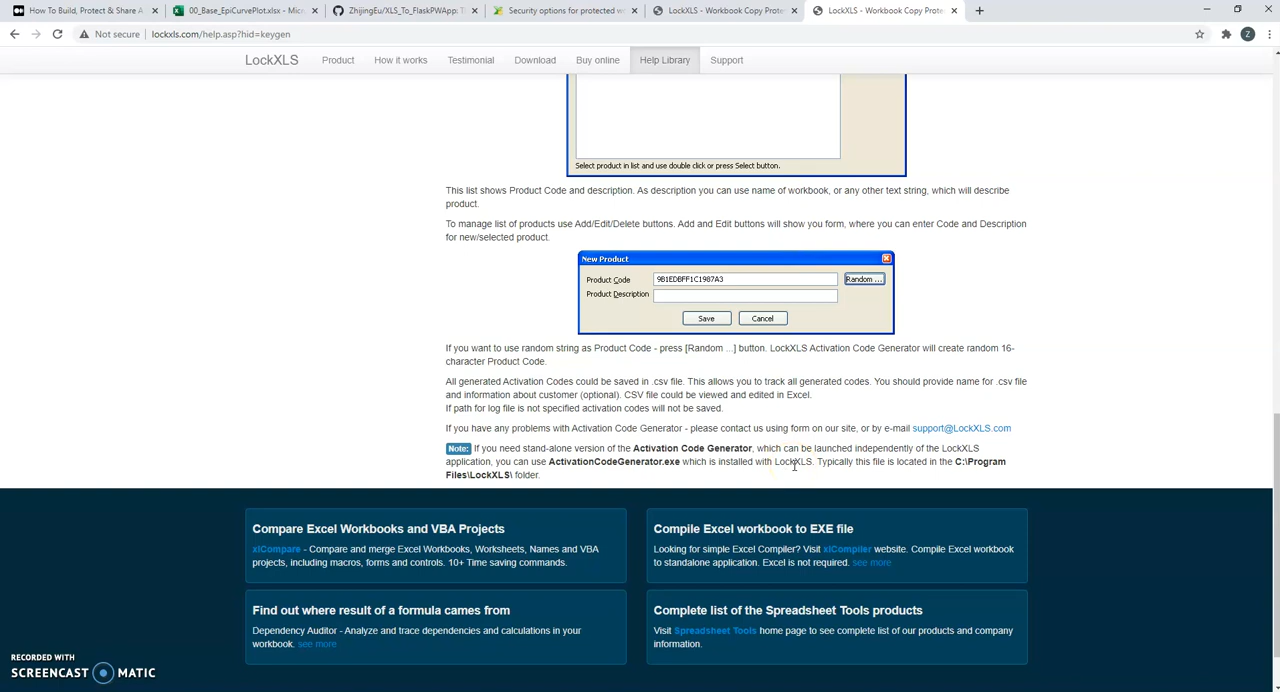 How To Build, Protect & Share A
00_Base_EpiCurvePlot.xlsx - Micr
ZhijingEu/XLS_To_FlaskPWApp: T
Security options for protected w
LockXLS - Workbook Copy Prote
LockXLS - Workbook Copy Prote
Not secure
lockxls.com/help.asp?hid=keygen
Z
LockXLS
Product
How it works
Testimonial
Download
Buy online
Help Library
Support
Select product in list and use double click or press Select button.
This list shows Product Code and description. As description you can use name of workbook, or any other text string, which will describe
product.
To manage list of products use Add/Edit/Delete buttons. Add and Edit buttons will show you form, where you can enter Code and Description
for new/selected product.
New Product
Product Code
9B1EDBFF1C1987A3
Random ...
Product Description
Save
Cancel
If you want to use random string as Product Code - press [Random ...] button. LockXLS Activation Code Generator will create random 16-
character Product Code.
All generated Activation Codes could be saved in .csv file. This allows you to track all generated codes. You should provide name for .csv file
and information about customer (optional). CSV file could be viewed and edited in Excel.
If path for log file is not specified activation codes will not be saved.
If you have any problems with Activation Code Generator - please contact us using form on our site, or by e-mail support@LockXLS.com
Note: If you need stand-alone version of the Activation Code Generator, which can be launched independently of the LockXLS
application, you can use ActivationCodeGenerator.exe which is installed with LockXLS. Typically this file is located in the C:\Program
Files\LockXLS\ folder.
Compare Excel Workbooks and VBA Projects
xlCompare - Compare and merge Excel Workbooks, Worksheets, Names and VBA
projects, including macros, forms and controls. 10+ Time saving commands.
Compile Excel workbook to EXE file
Looking for simple Excel Compiler? Visit xlCompiler website. Compile Excel workbook
to standalone application. Excel is not required. see more
Find out where result of a formula cames from
Dependency Auditor - Analyze and trace dependencies and calculations in your
workbook. see more
Complete list of the Spreadsheet Tools products
Visit Spreadsheet Tools home page to see complete list of our products and company
information.
RECORDED WITH
SCREENCAST MATIC